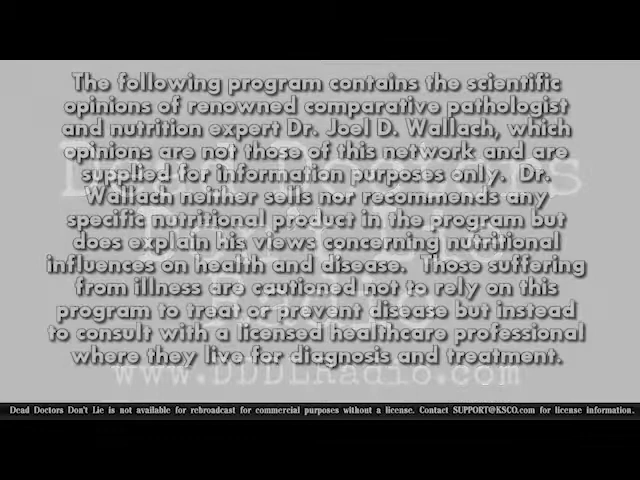 The following program contains the scientific
opinions of renowned comparative pathologist
and nutrition expert Dr. Joel D. Wallach, which
opinions are not those of this network and are
supplied for information purposes only. Dr.
Wallach neither sells nor recommends any
specific nutritional product in the program but
does explain his views concerning nutritional
influences on health and disease. Those suffering
from illness are cautioned not to rely on this
program to treat or prevent disease but instead
to consult with a licensed healthcare professional
where they live for diagnosis and treatment.
Dead Doctors
Don't Lie
Radio
www.DDDLRadio.com
Dead Doctors Don't Lie is not available for rebroadcast for commercial purposes without a license. Contact SUPPORT@KSCO.com for license information.